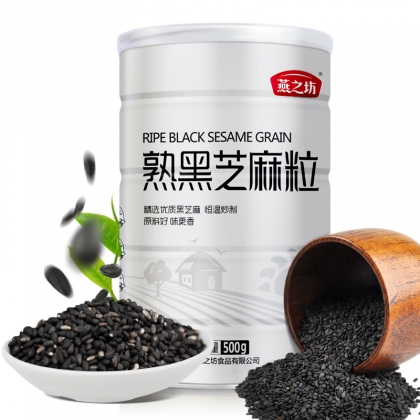 燕之坊
RIPE BLACK SESAME GRAIN
熟黑芝麻粒
精选优质黑芝麻 恒温炒制
原料好 味更香
500g
之坊食品有限公司